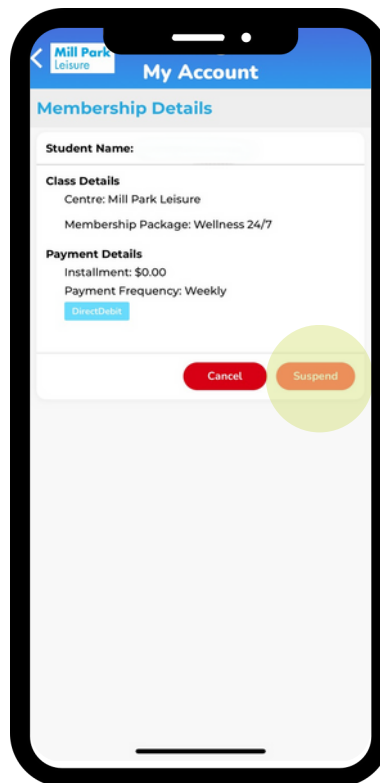 Mill Park
Leisure
My Account
Membership Details
Student Name:
Class Details
Centre: Mill Park Leisure
Membership Package: Wellness 24/7
Payment Details
Installment: $0.00
Payment Frequency: Weekly
DirectDebit
Cancel
Suspend